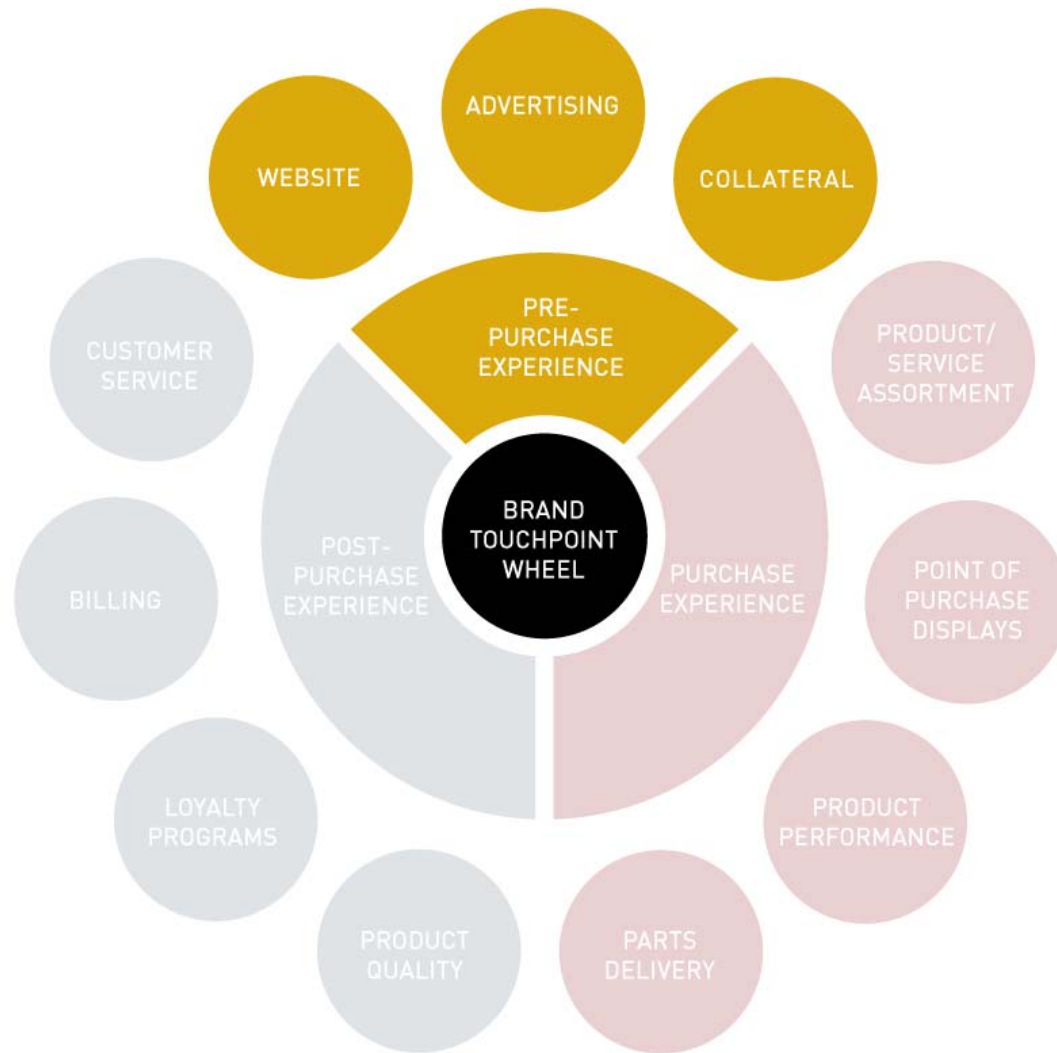 ADVERTISING
WEBSITE
COLLATERAL
PRE-
PURCHASE
EXPERIENCE
CUSTOMER
SERVICE
PRODUCT/
SERVICE
ASSORTMENT
BRAND
TOUCHPOINT
WHEEL
POST-
PURCHASE
EXPERIENCE
PURCHASE
EXPERIENCE
BILLING
POINT OF
PURCHASE
DISPLAYS
LOYALTY
PROGRAMS
PRODUCT
PERFORMANCE
PRODUCT
QUALITY
PARTS
DELIVERY